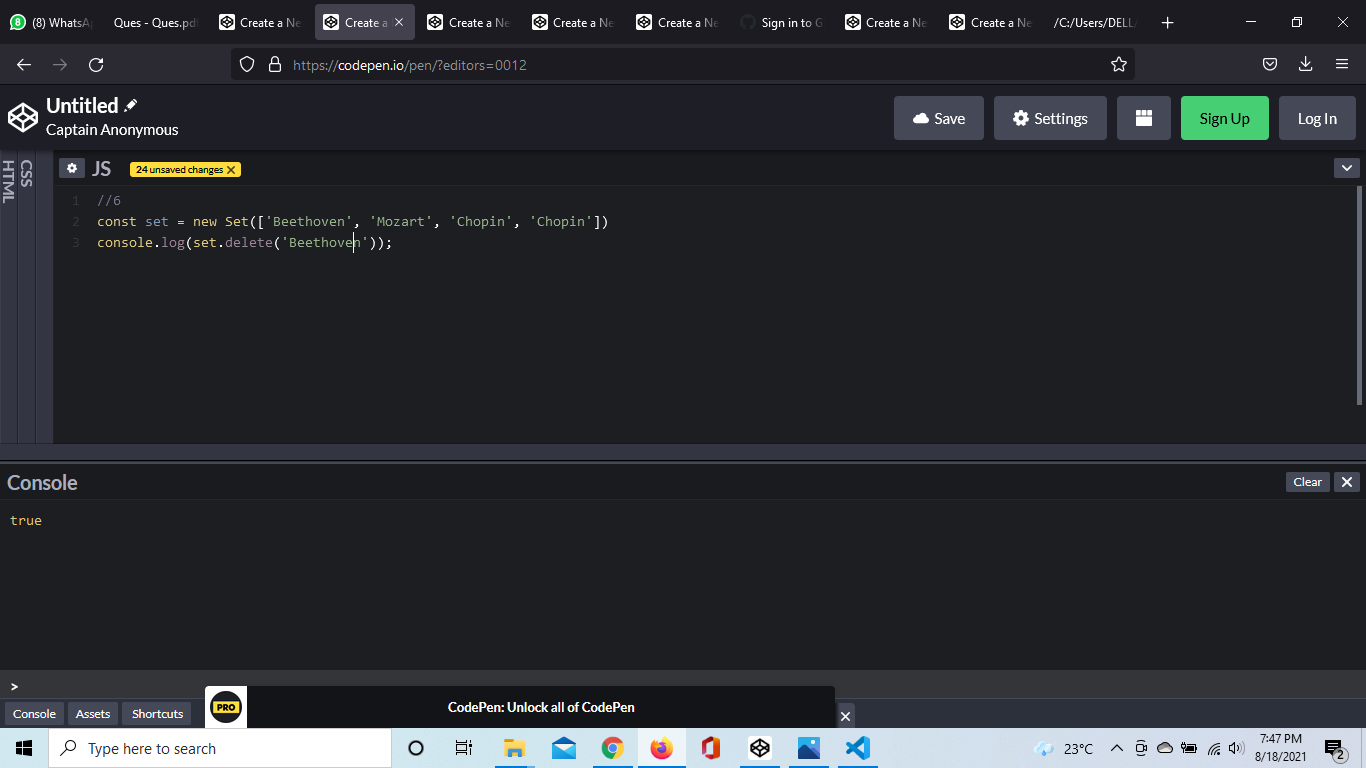 (8) WhatsA
Ques - Ques.pd
Create a Ne
Create a
Create a Ne
Create a Ne
Create a Ne
Sign in to G
Create a Ne
Create a Ne
/C:/Users/DELL/
https://codepen.io/pen/?editors=0012
Untitled
Captain Anonymous
Save
Settings
Sign Up
Log In
HTML
CSS
JS
24 unsaved changes
1 //6
2 const set = new Set(['Beethoven', 'Mozart', 'Chopin', 'Chopin'])
3 console.log(set.delete('Beethoven'));
Console
Clear
true
>
Console
Assets
Shortcuts
PRO
CodePen: Unlock all of CodePen
Type here to search
23°C
7:47 PM
8/18/2021
2